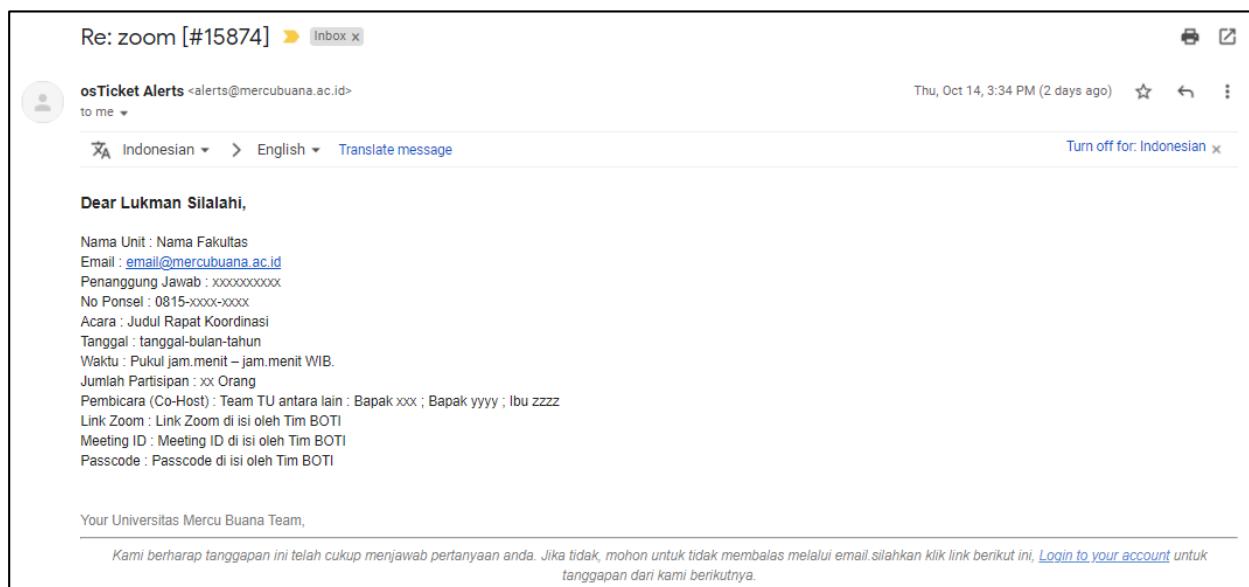 Re: zoom [#15874] Inbox x
osTicket Alerts <alerts@mercubuana.ac.id> Thu, Oct 14, 3:34 PM (2 days ago)
to me
Indonesian > English Translate message Turn off for: Indonesian x
Dear Lukman Silalahi,
Nama Unit : Nama Fakultas
Email : email@mercubuana.ac.id
Penanggung Jawab : xxxxxxxxxx
No Ponsel : 0815-xxxx-xxxx
Acara : Judul Rapat Koordinasi
Tanggal : tanggal-bulan-tahun
Waktu : Pukul jam.menit – jam.menit WIB.
Jumlah Partisipan : xx Orang
Pembicara (Co-Host) : Team TU antara lain : Bapak xxx ; Bapak yyyy ; Ibu zzzz
Link Zoom : Link Zoom di isi oleh Tim BOTI
Meeting ID : Meeting ID di isi oleh Tim BOTI
Passcode : Passcode di isi oleh Tim BOTI
Your Universitas Mercu Buana Team,
Kami berharap tanggapan ini telah cukup menjawab pertanyaan anda. Jika tidak, mohon untuk tidak membalas melalui email.silahkan klik link berikut ini, Login to your account untuk
tanggapan dari kami berikutnya.